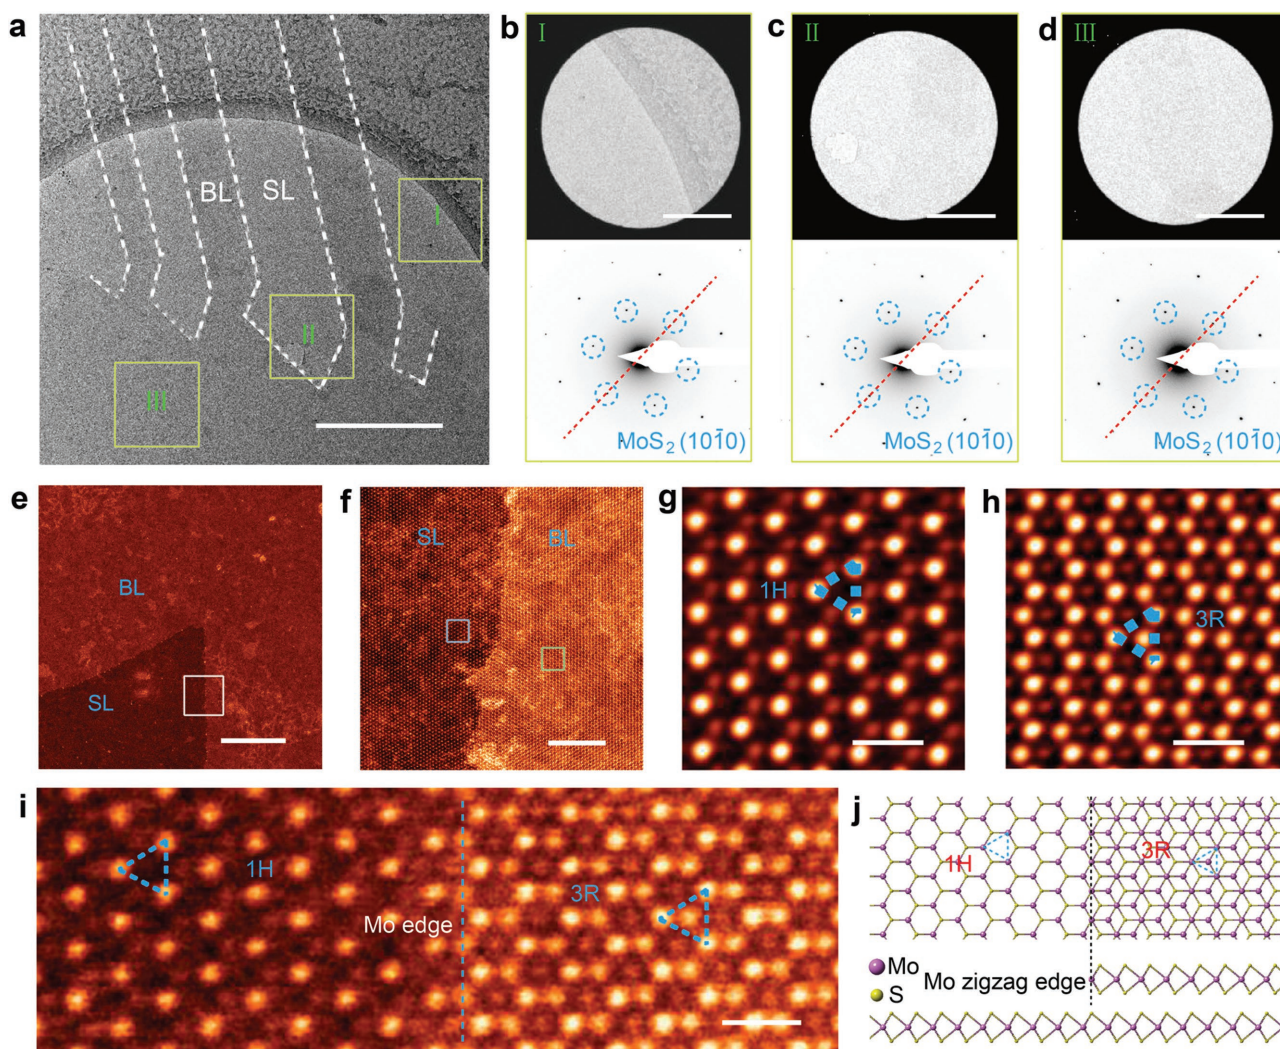 a
BL
SL
I
II
III
b
I
MoS₂ (101̄0)
c
II
MoS₂ (101̄0)
d
III
MoS₂ (101̄0)
e
BL
SL
f
SL
BL
g
1H
h
3R
i
1H
3R
Mo edge
j
1H
3R
Mo
S
Mo zigzag edge